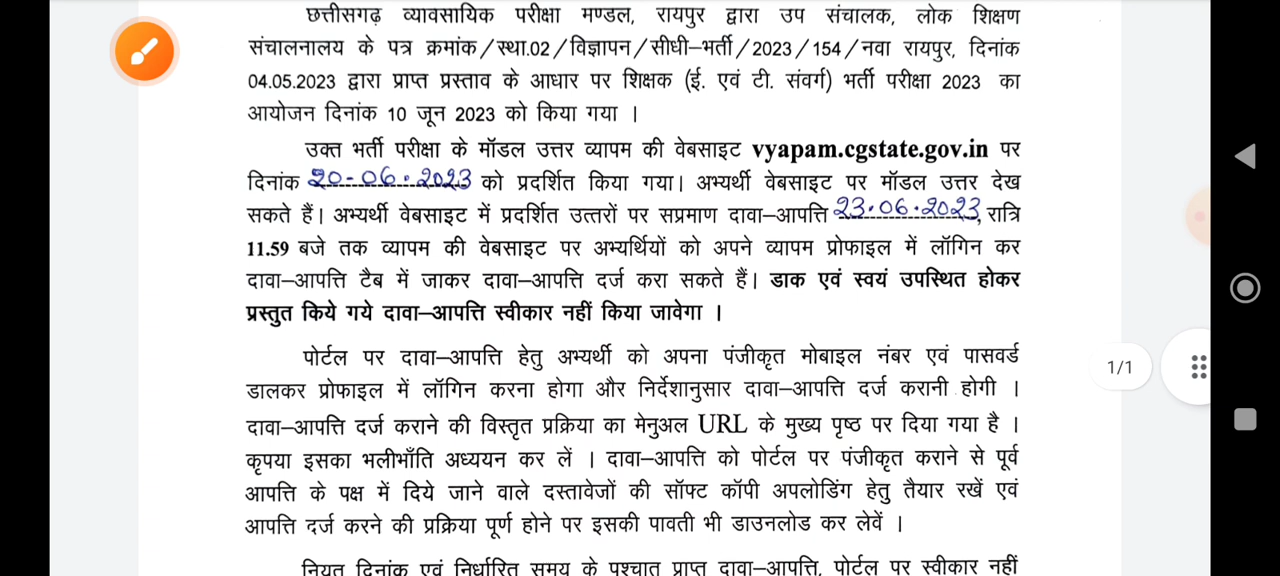 छत्तीसगढ़ व्यावसायिक परीक्षा मण्डल, रायपुर द्वारा उप संचालक, लोक शिक्षण
संचालनालय के पत्र क्रमांक/स्था.02/विज्ञापन/सीधी–भर्ती/2023/154/नवा रायपुर, दिनांक
04.05.2023 द्वारा प्राप्त प्रस्ताव के आधार पर शिक्षक (ई. एवं टी. संवर्ग) भर्ती परीक्षा 2023 का
आयोजन दिनांक 10 जून 2023 को किया गया ।
उक्त भर्ती परीक्षा के मॉडल उत्तर व्यापम की वेबसाइट vyapam.cgstate.gov.in पर
दिनांक 20-06-2023 को प्रदर्शित किया गया। अभ्यर्थी वेबसाइट पर मॉडल उत्तर देख
सकते हैं। अभ्यर्थी वेबसाइट में प्रदर्शित उत्तरों पर सप्रमाण दावा–आपत्ति 23.06.2023, रात्रि
11.59 बजे तक व्यापम की वेबसाइट पर अभ्यर्थियों को अपने व्यापम प्रोफाइल में लॉगिन कर
दावा–आपत्ति टैब में जाकर दावा–आपत्ति दर्ज करा सकते हैं। डाक एवं स्वयं उपस्थित होकर
प्रस्तुत किये गये दावा–आपत्ति स्वीकार नहीं किया जावेगा ।
पोर्टल पर दावा–आपत्ति हेतु अभ्यर्थी को अपना पंजीकृत मोबाइल नंबर एवं पासवर्ड
डालकर प्रोफाइल में लॉगिन करना होगा और निर्देशानुसार दावा–आपत्ति दर्ज करानी होगी ।
दावा–आपत्ति दर्ज कराने की विस्तृत प्रक्रिया का मेनुअल URL के मुख्य पृष्ठ पर दिया गया है ।
कृपया इसका भलीभाँति अध्ययन कर लें । दावा–आपत्ति को पोर्टल पर पंजीकृत कराने से पूर्व
आपत्ति के पक्ष में दिये जाने वाले दस्तावेजों की सॉफ्ट कॉपी अपलोडिंग हेतु तैयार रखें एवं
आपत्ति दर्ज करने की प्रक्रिया पूर्ण होने पर इसकी पावती भी डाउनलोड कर लेवें ।
नियत दिनांक एवं निर्धारित समय के पश्चात प्राप्त दावा–आपत्ति, पोर्टल पर स्वीकार नहीं
1/1